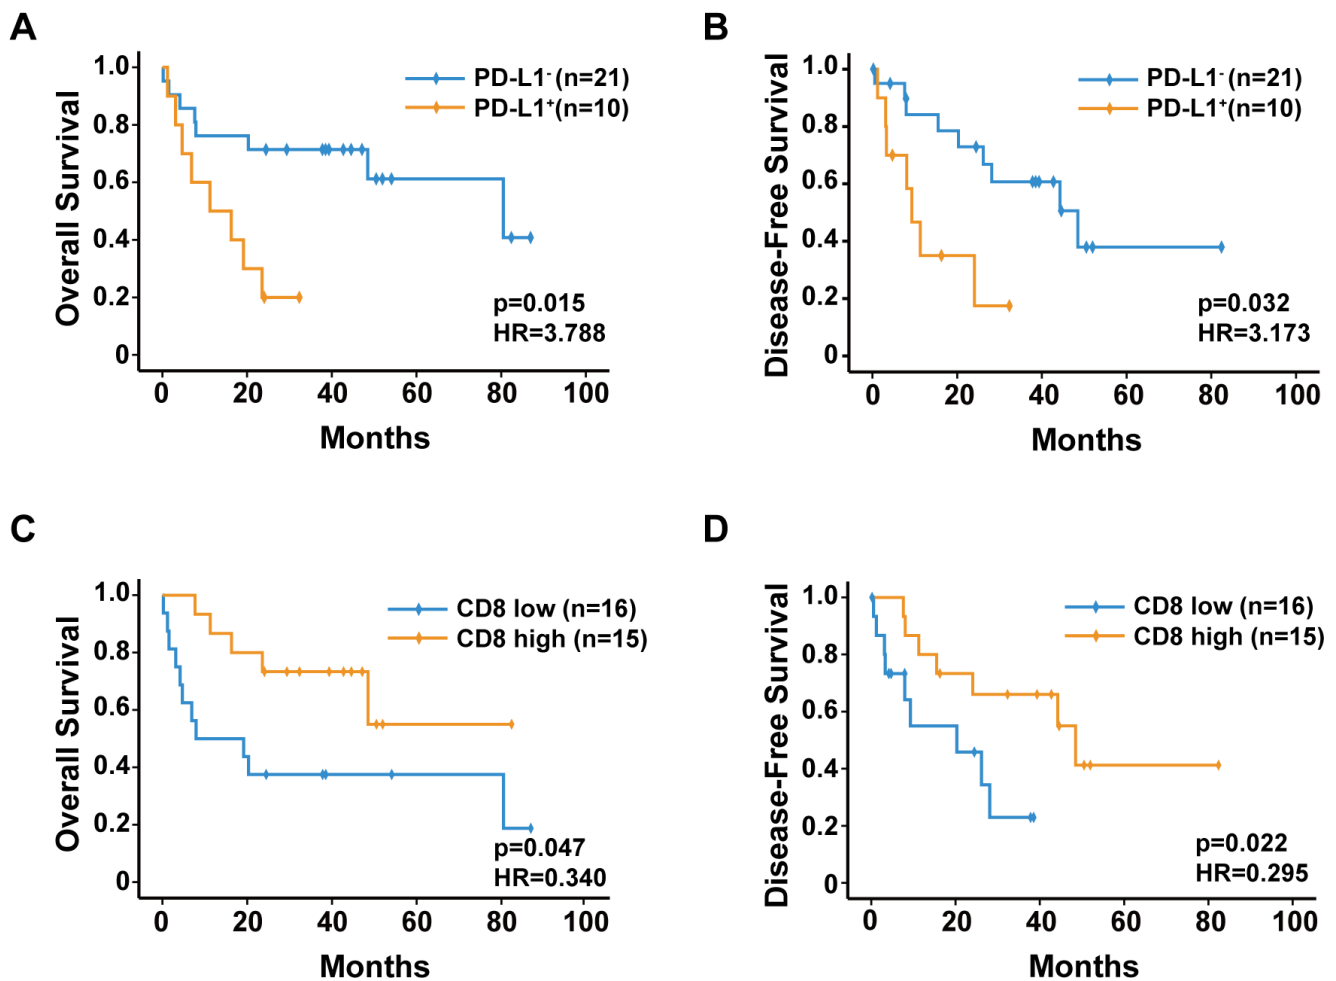 A
Overall Survival
1.0
0.8
0.6
0.4
0.2
0
PD-L1- (n=21)
PD-L1+(n=10)
p=0.015
HR=3.788
0 20 40 60 80 100
Months
B
Disease-Free Survival
1.0
0.8
0.6
0.4
0.2
0
PD-L1- (n=21)
PD-L1+(n=10)
p=0.032
HR=3.173
0 20 40 60 80 100
Months
C
Overall Survival
1.0
0.8
0.6
0.4
0.2
0
CD8 low (n=16)
CD8 high (n=15)
p=0.047
HR=0.340
0 20 40 60 80 100
Months
D
Disease-Free Survival
1.0
0.8
0.6
0.4
0.2
0
CD8 low (n=16)
CD8 high (n=15)
p=0.022
HR=0.295
0 20 40 60 80 100
Months